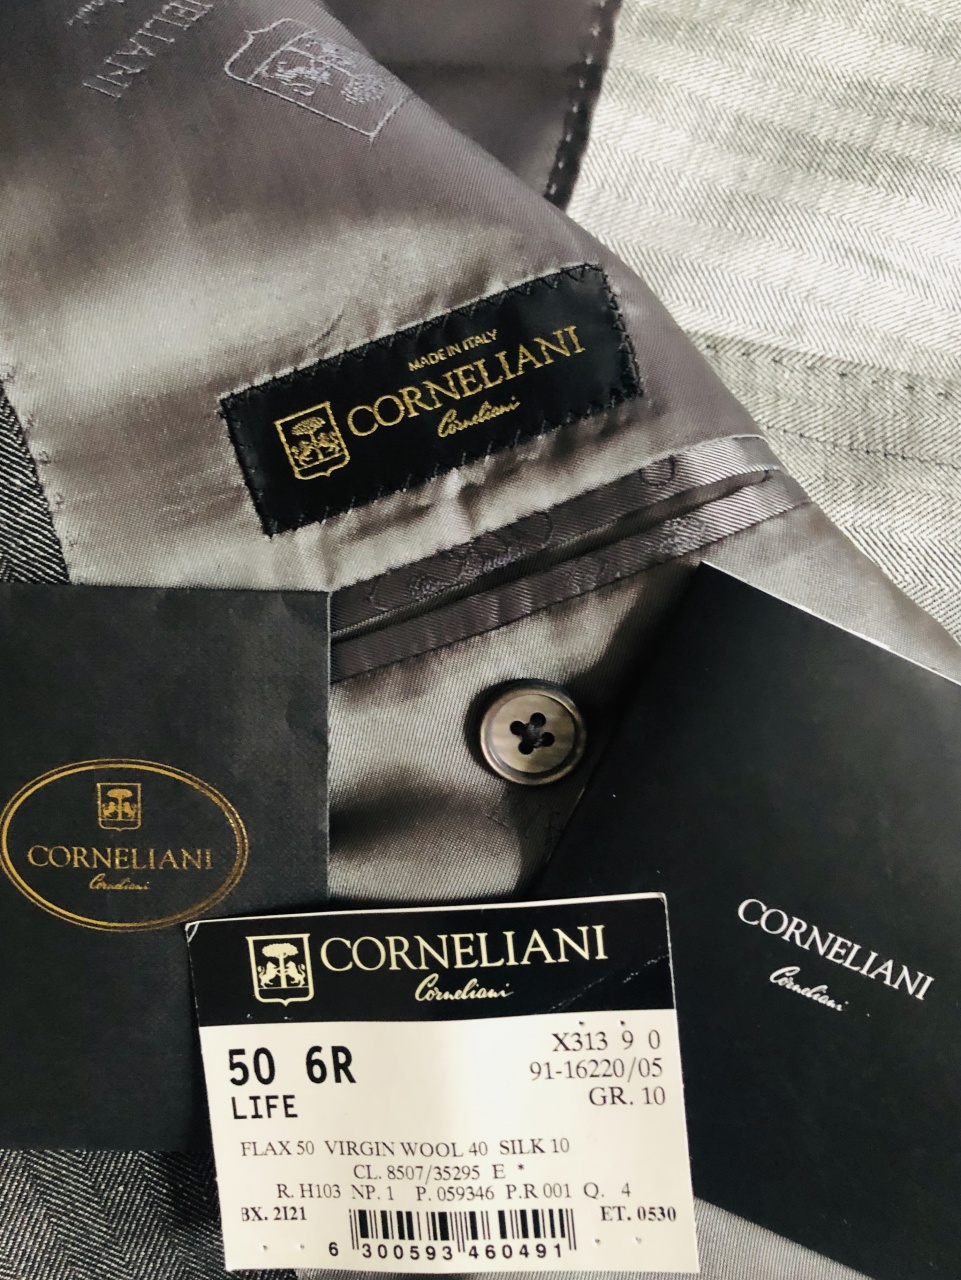 ELLIANI
MADE IN ITALY
CORNELIANI
Corneliani
CORNELIANI
Corneliani
CORNELIANI
Corneliani
CORNELIANI
Corneliani
50 6R
X313 9 0
91-16220/05
LIFE
GR. 10
FLAX 50 VIRGIN WOOL 40 SILK 10
CL. 8507/35295 E *
R. H103 NP. 1 P. 059346 P.R 001 Q. 4
BX. 2I21
ET. 0530
6 300593 460491